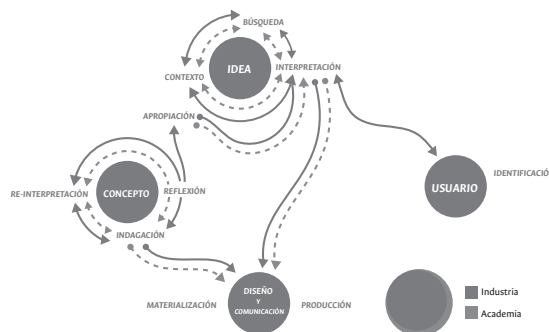 BÚSQUEDA
IDEA
CONTEXTO
INTERPRETACIÓN
APROPIACIÓN
IDENTIFICACIÓ
USUARIO
RE-INTERPRETACIÓN
CONCEPTO
REFLEXIÓN
INDAGACIÓN
DISEÑO
Y
COMUNICACIÓN
MATERIALIZACIÓN
PRODUCCIÓN
Industria
Academia